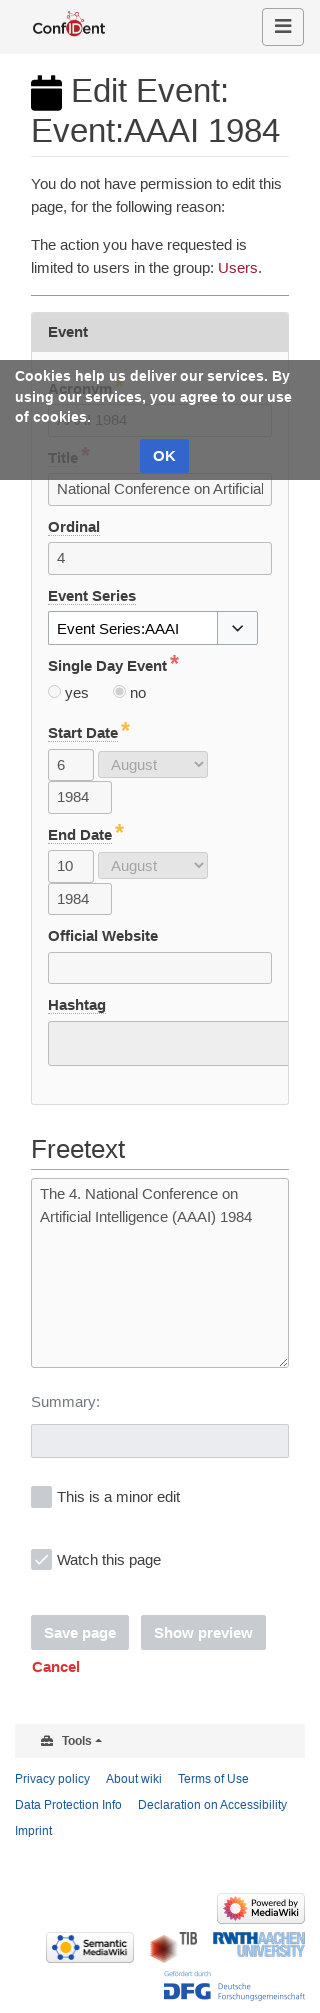 ConfIDent
Edit Event:
Event:AAAI 1984
You do not have permission to edit this
page, for the following reason:
The action you have requested is
limited to users in the group: Users.
Event
Acronym *
AAAI 1984
Cookies help us deliver our services. By
using our services, you agree to our use
of cookies.
OK
Title *
National Conference on Artificial
Ordinal
4
Event Series
Event Series:AAAI
Single Day Event *
yes no
Start Date *
6 August
1984
End Date *
10 August
1984
Official Website
Hashtag
Freetext
The 4. National Conference on
Artificial Intelligence (AAAI) 1984
Summary:
This is a minor edit
Watch this page
Save page Show preview
Cancel
Tools
Privacy policy About wiki Terms of Use
Data Protection Info Declaration on Accessibility
Imprint
Powered by
MediaWiki
Semantic
MediaWiki
TIB
RWTHAACHEN
UNIVERSITY
Gefördert durch
DFG Deutsche
Forschungsgemeinschaft